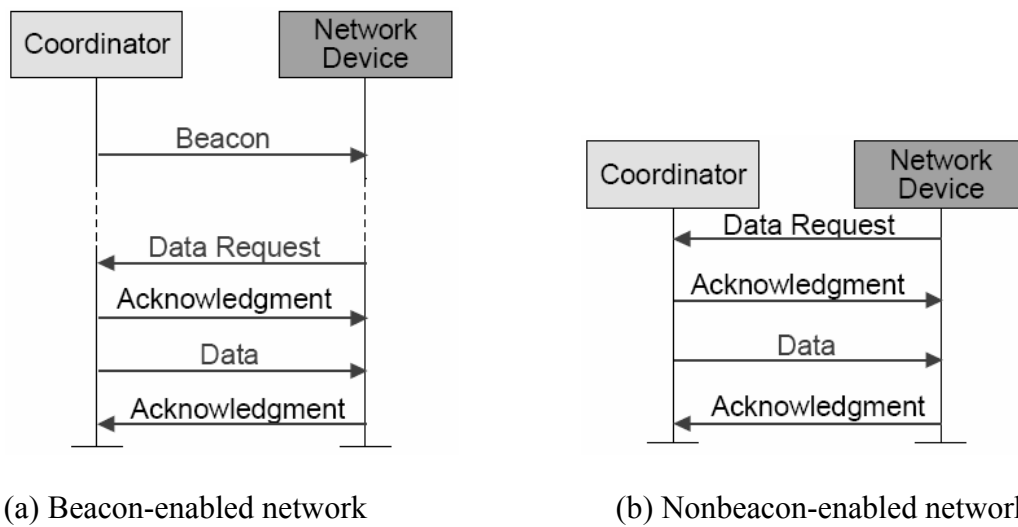 Coordinator
Network
Device
Beacon
Data Request
Acknowledgment
Data
Acknowledgment
(a) Beacon-enabled network
Coordinator
Network
Device
Data Request
Acknowledgment
Data
Acknowledgment
(b) Nonbeacon-enabled network